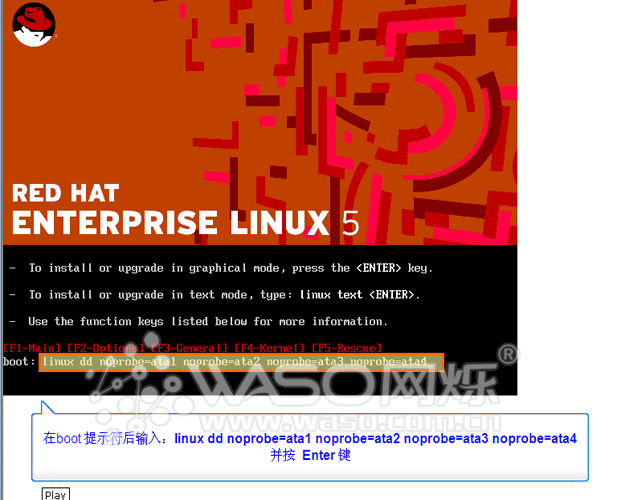 RED HAT
ENTERPRISE LINUX 5
- To install or upgrade in graphical mode, press the <ENTER> key.
- To install or upgrade in text mode, type: linux text <ENTER>.
- Use the function keys listed below for more information.
[F1-Main] [F2-Options] [F3-General] [F4-Kernel] [F5-Rescue]
boot: linux dd noprobe=ata1 noprobe=ata2 noprobe=ata3 noprobe=ata4_
WASO网烁®
www.waso.com.cn
在boot 提示符后输入：linux dd noprobe=ata1 noprobe=ata2 noprobe=ata3 noprobe=ata4
并按 Enter 键
Play